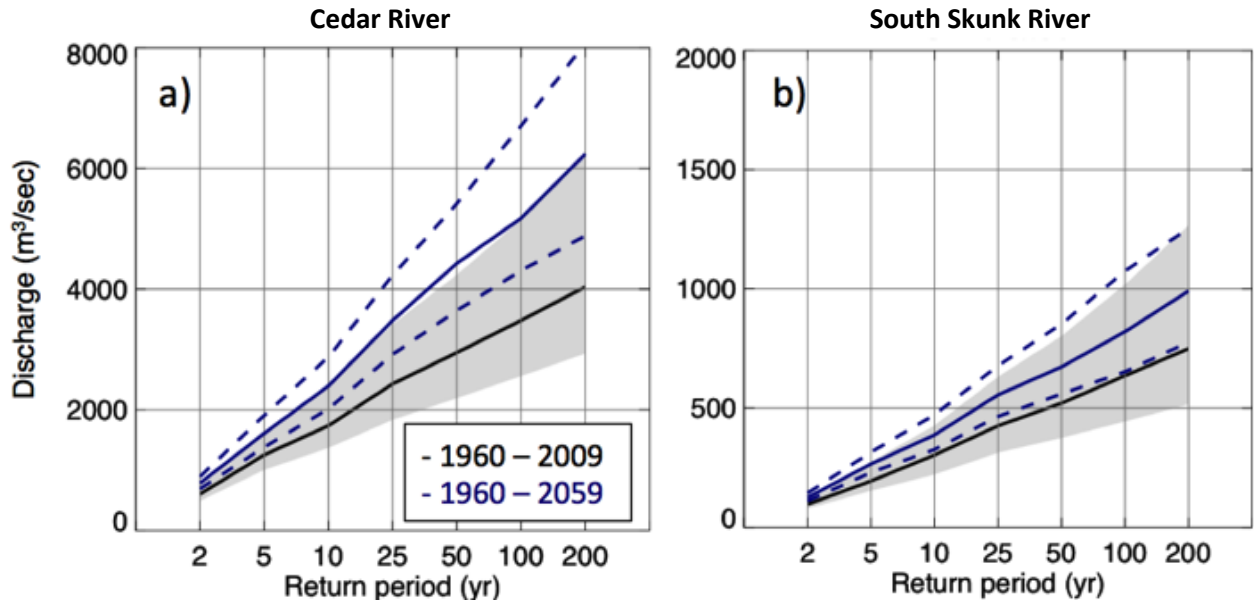 Cedar River
South Skunk River
a)
8000
6000
4000
2000
0
Discharge (m³/sec)
- 1960 – 2009
- 1960 – 2059
2 5 10 25 50 100 200
Return period (yr)
b)
2000
1500
1000
500
0
2 5 10 25 50 100 200
Return period (yr)